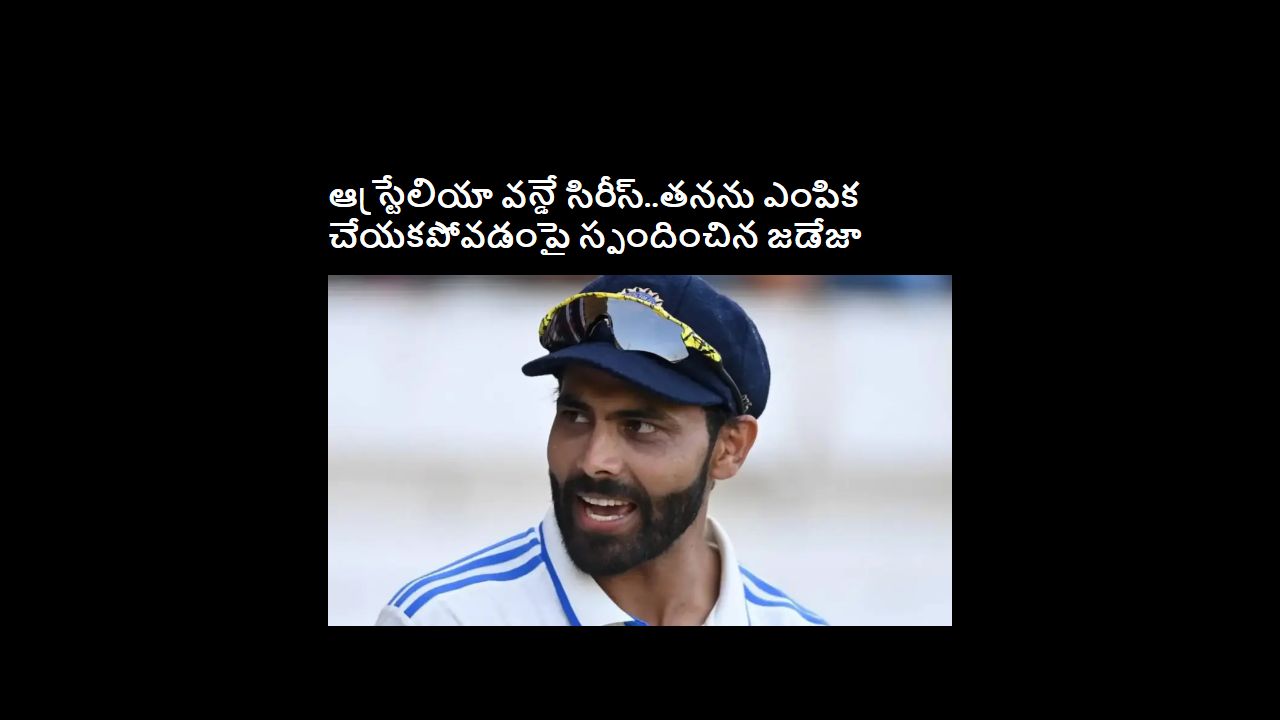 ఆస్ట్రేలియా వన్డే సిరీస్..తనను ఎంపిక
చేయకపోవడంపై స్పందించిన జడేజా